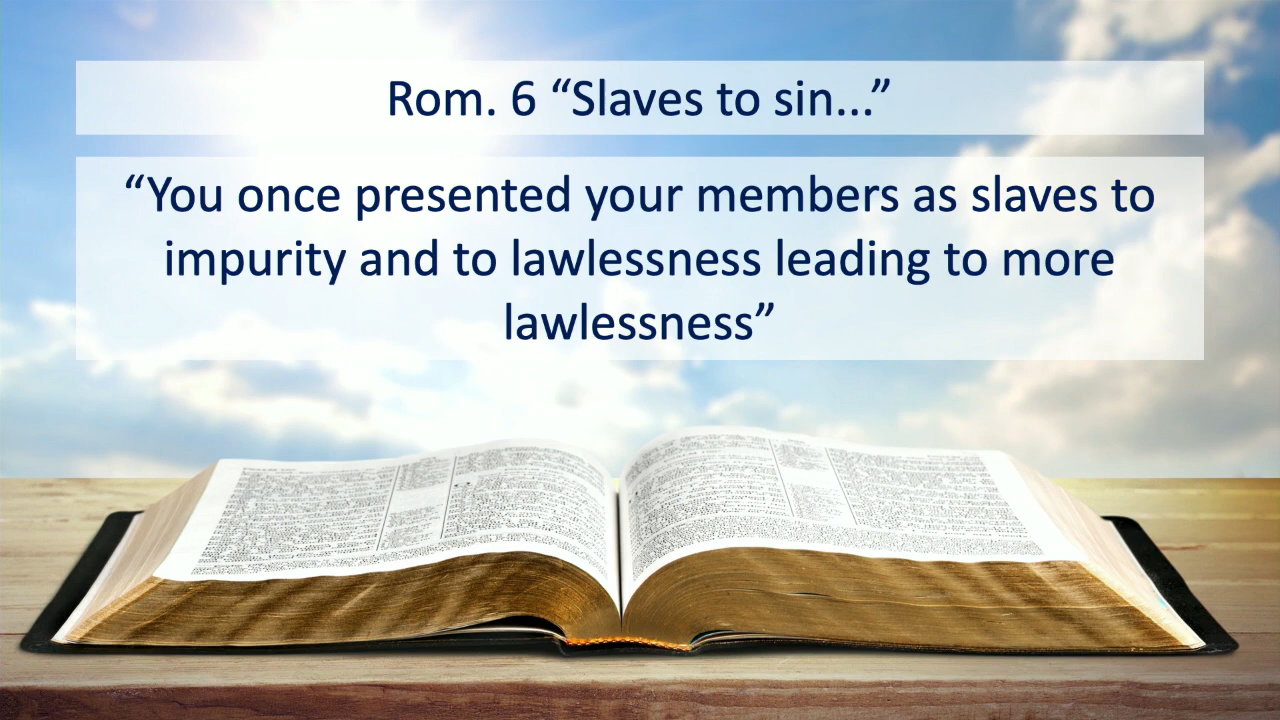 Rom. 6 “Slaves to sin...”
“You once presented your members as slaves to
impurity and to lawlessness leading to more
lawlessness”